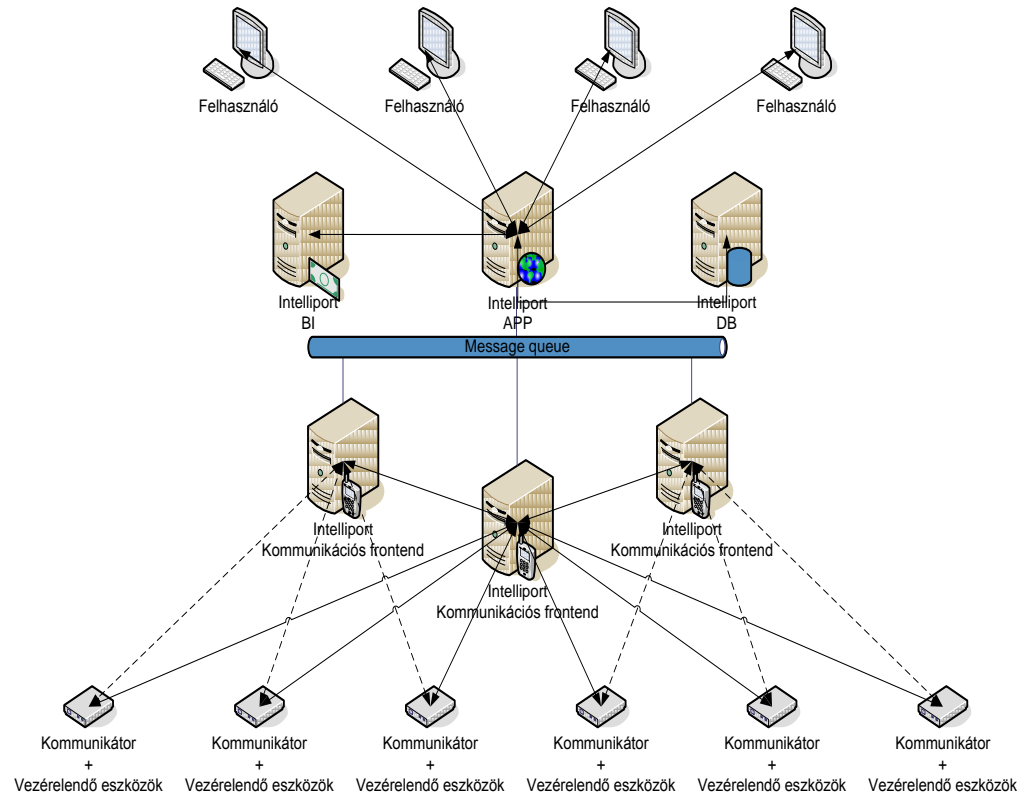 Felhasználó
Felhasználó
Felhasználó
Felhasználó
Intelliport
BI
Intelliport
APP
Intelliport
DB
Message queue
Intelliport
Kommunikációs frontend
Intelliport
Kommunikációs frontend
Intelliport
Kommunikációs frontend
Kommunikátor
+
Vezérelendő eszközök
Kommunikátor
+
Vezérelendő eszközök
Kommunikátor
+
Vezérelendő eszközök
Kommunikátor
+
Vezérelendő eszközök
Kommunikátor
+
Vezérelendő eszközök
Kommunikátor
+
Vezérelendő eszközök